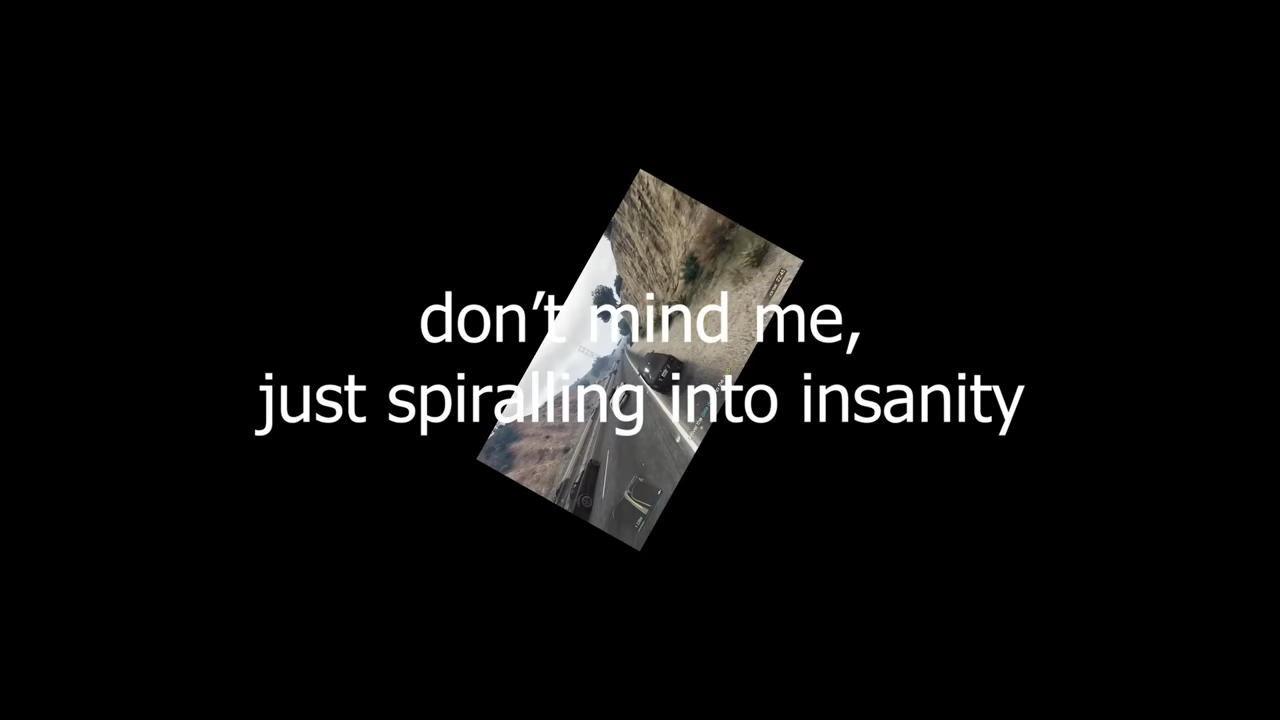 don’t mind me,
just spiralling into insanity